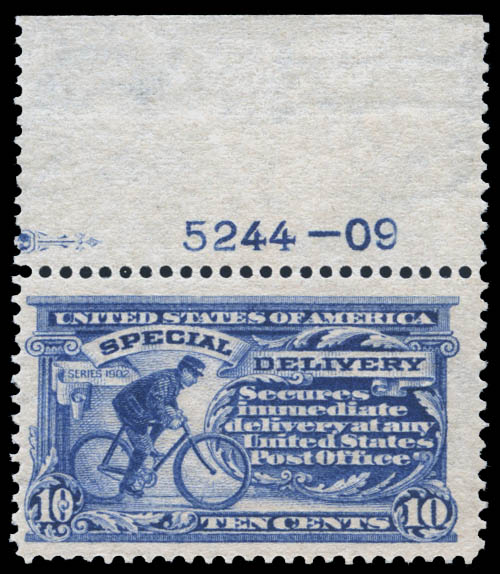 5244-09
UNITED STATES OF AMERICA
SPECIAL
DELIVERY
SERIES 1902
Secures
immediate
delivery at any
United States
Post Office
10
TEN CENTS
10